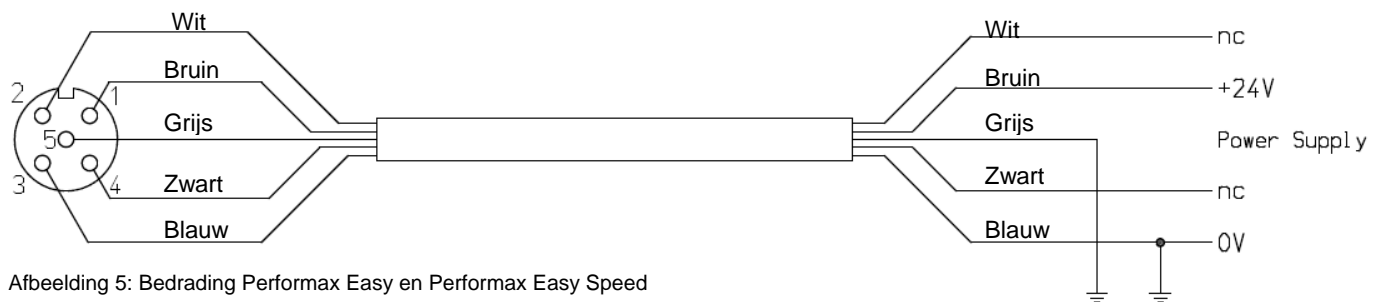 Wit Wit nc
Bruin Bruin +24V
2 1
Grijs Grijs
5 Power Supply
Zwart Zwart nc
3 4
Blauw Blauw 0V
Afbeelding 5: Bedrading Performax Easy en Performax Easy Speed